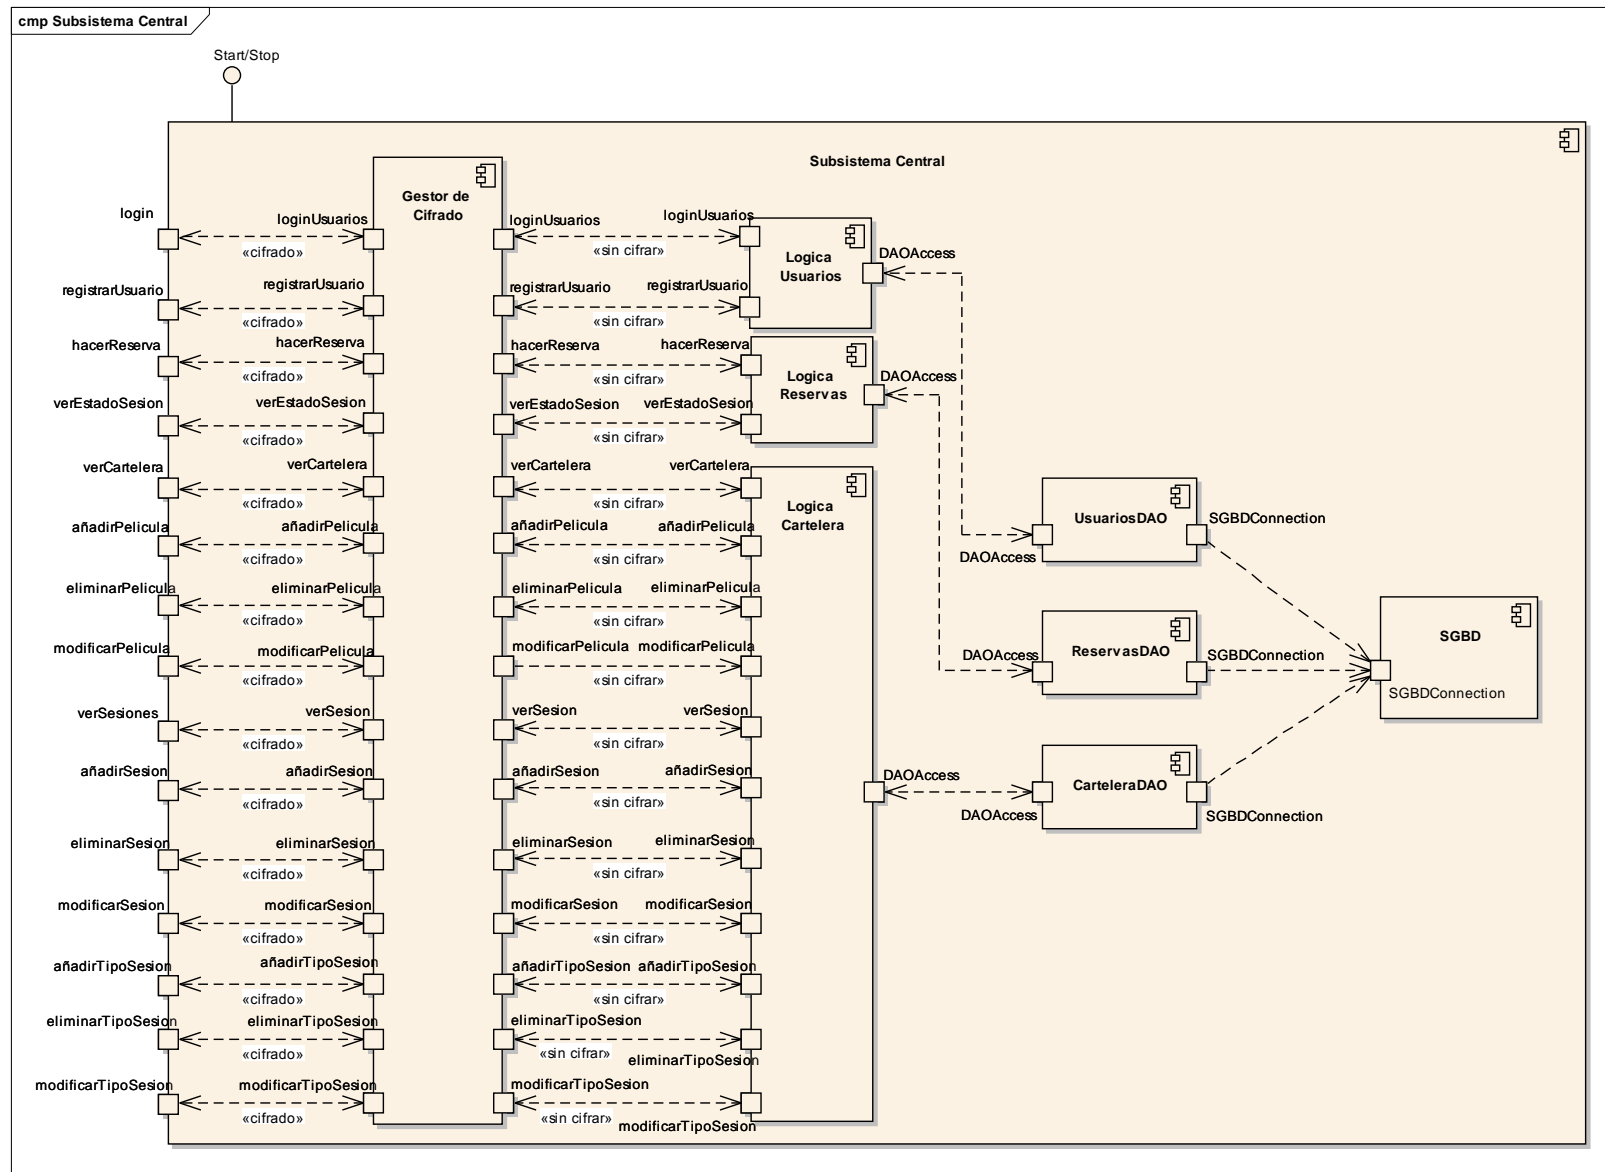 cmp Subsistema Central
Start/Stop
Subsistema Central
Gestor de
Cifrado
login
loginUsuarios
«cifrado»
loginUsuarios
loginUsuarios
«sin cifrar»
Logica
Usuarios
DAOAccess
registrarUsuario
registrarUsuario
«cifrado»
registrarUsuario
registrarUsuario
«sin cifrar»
hacerReserva
hacerReserva
«cifrado»
hacerReserva
hacerReserva
«sin cifrar»
Logica
Reservas
DAOAccess
verEstadoSesion
verEstadoSesion
«cifrado»
verEstadoSesion
verEstadoSesion
«sin cifrar»
verCartelera
verCartelera
«cifrado»
verCartelera
verCartelera
«sin cifrar»
Logica
Cartelera
añadirPelicula
añadirPelicula
«cifrado»
añadirPelicula
añadirPelicula
«sin cifrar»
UsuariosDAO
SGBDConnection
DAOAccess
eliminarPelicula
eliminarPelicula
«cifrado»
eliminarPelicula
eliminarPelicula
«sin cifrar»
modificarPelicula
modificarPelicula
«cifrado»
modificarPelicula
modificarPelicula
«sin cifrar»
DAOAccess
ReservasDAO
SGBDConnection
SGBD
SGBDConnection
verSesiones
verSesion
«cifrado»
verSesion
verSesion
«sin cifrar»
añadirSesion
añadirSesion
«cifrado»
añadirSesion
añadirSesion
«sin cifrar»
DAOAccess
DAOAccess
CarteleraDAO
SGBDConnection
eliminarSesion
eliminarSesion
«cifrado»
eliminarSesion
eliminarSesion
«sin cifrar»
modificarSesion
modificarSesion
«cifrado»
modificarSesion
modificarSesion
«sin cifrar»
añadirTipoSesion
añadirTipoSesion
«cifrado»
añadirTipoSesion
añadirTipoSesion
«sin cifrar»
eliminarTipoSesion
eliminarTipoSesion
«cifrado»
eliminarTipoSesion
«sin cifrar»
eliminarTipoSesion
modificarTipoSesion
modificarTipoSesion
«cifrado»
modificarTipoSesion
«sin cifrar»
modificarTipoSesion